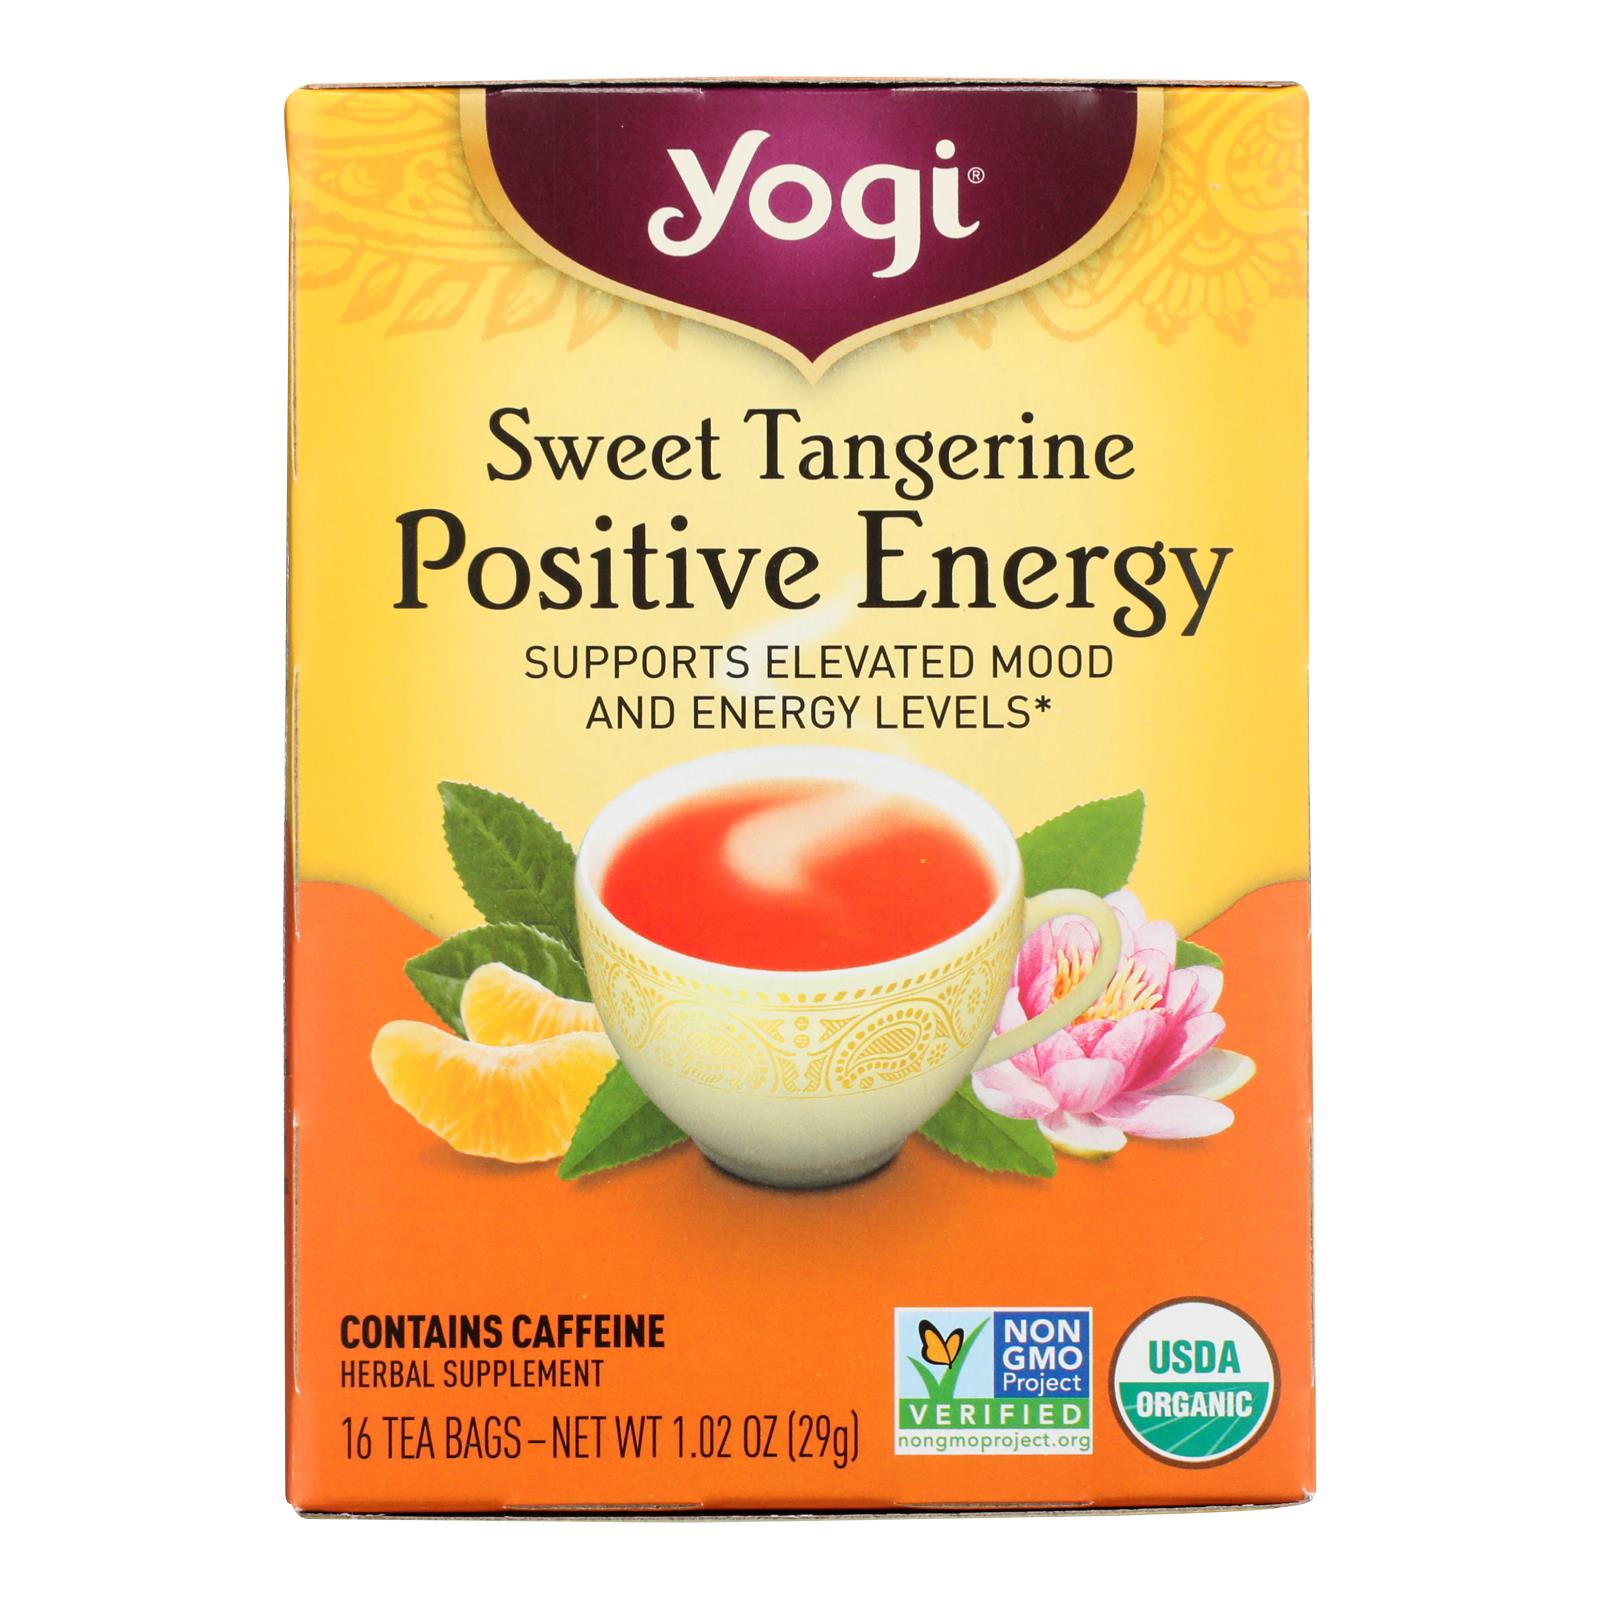 yogi®
Sweet Tangerine
Positive Energy
SUPPORTS ELEVATED MOOD
AND ENERGY LEVELS*
CONTAINS CAFFEINE
HERBAL SUPPLEMENT
16 TEA BAGS – NET WT 1.02 OZ (29g)
NON
GMO
Project
VERIFIED
nongmoproject.org
USDA
ORGANIC